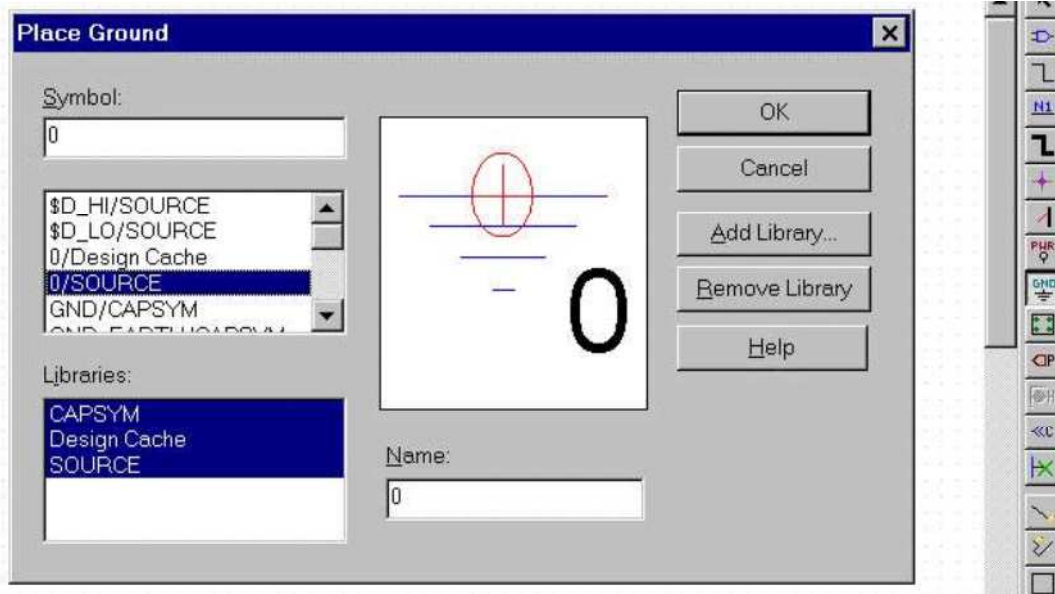 Place Ground
Symbol:
0
$D_HI/SOURCE
$D_LO/SOURCE
0/Design Cache
0/SOURCE
GND/CAPSYM
Libraries:
CAPSYM
Design Cache
SOURCE
0
Name:
0
OK
Cancel
Add Library...
Remove Library
Help
N1
PWR
GND